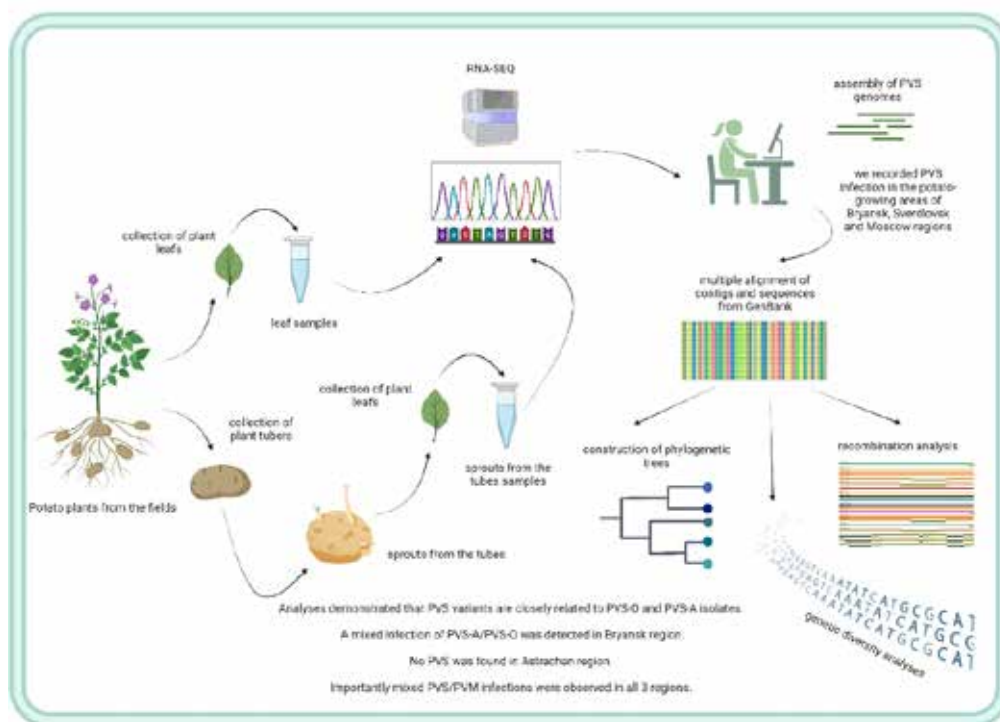 RNA-SEQ
assembly of PVS
genomes
we recorded PVS
infection in the potato-
growing areas of
Bryansk, Sverdlovsk
and Moscow regions
collection of plant
leafs
leaf samples
multiple alignment of
contigs and sequences
from GenBank
collection of plant
leafs
collection of
plant tubers
sprouts from the
tubes samples
construction of phylogenetic
trees
recombination analysis
Potato plants from the fields
sprouts from the tubes
ATATCATGCGCAT
AAATATCATGCG
ATATCATGCGCAT
genetic diversity analyses
Analyses demonstrated that PVS variants are closely related to PVS-O and PVS-A isolates.
A mixed infection of PVS-A/PVS-O was detected in Bryansk region.
No PVS was found in Astrachan region
Importantly mixed PVS/PVM infections were observed in all 3 regions.